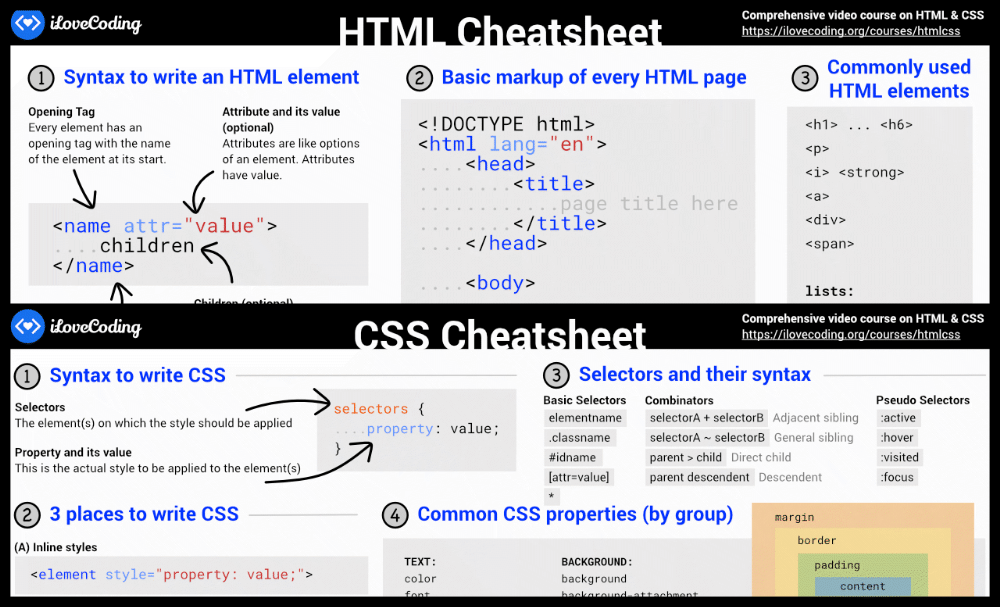 iLoveCoding
HTML Cheatsheet
Comprehensive video course on HTML & CSS
https://ilovecoding.org/courses/htmlcss
1 Syntax to write an HTML element
Opening Tag
Every element has an
opening tag with the name
of the element at its start.
Attribute and its value
(optional)
Attributes are like options
of an element. Attributes
have value.
<name attr="value">
....children
</name>
Children (optional)
2 Basic markup of every HTML page
<!DOCTYPE html>
<html lang="en">
....<head>
........<title>
............page title here
........</title>
....</head>
....<body>
3 Commonly used
HTML elements
<h1> ... <h6>
<p>
<i> <strong>
<a>
<div>
<span>
lists:
iLoveCoding
CSS Cheatsheet
Comprehensive video course on HTML & CSS
https://ilovecoding.org/courses/htmlcss
1 Syntax to write CSS
Selectors
The element(s) on which the style should be applied
Property and its value
This is the actual style to be applied to the element(s)
selectors {
....property: value;
}
2 3 places to write CSS
(A) Inline styles
<element style="property: value;">
3 Selectors and their syntax
Basic Selectors
elementname
.classname
#idname
[attr=value]
*
Combinators
selectorA + selectorB Adjacent sibling
selectorA ~ selectorB General sibling
parent > child Direct child
parent descendent Descendent
Pseudo Selectors
:active
:hover
:visited
:focus
4 Common CSS properties (by group)
TEXT:
color
font
BACKGROUND:
background
background-attachment
margin
border
padding
content